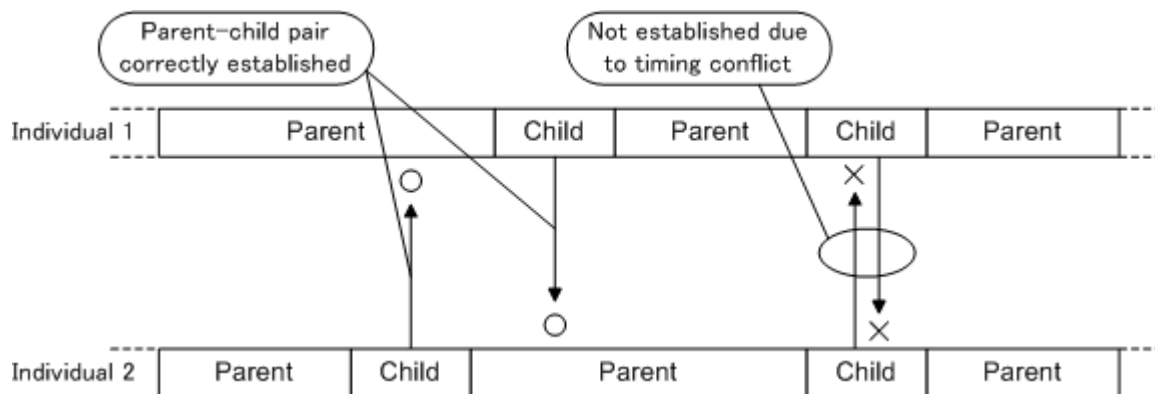 Parent-child pair
correctly established
Not established due
to timing conflict
Individual 1 Parent Child Parent Child Parent
Individual 2 Parent Child Parent Child Parent